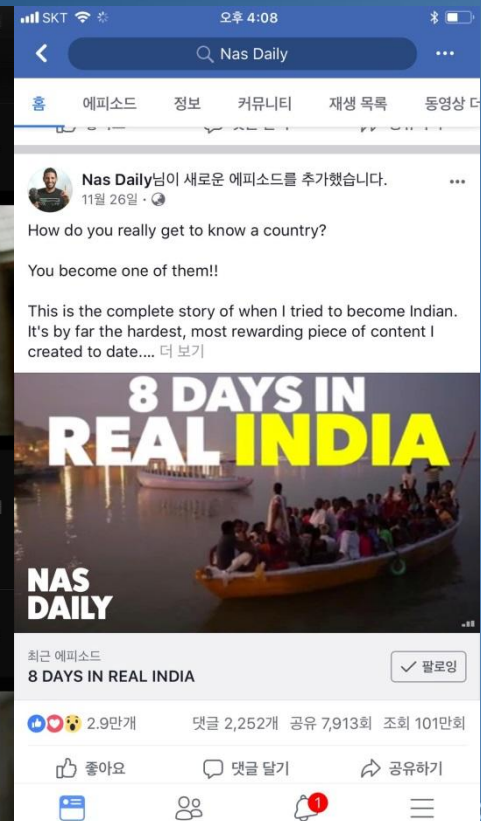 SKT 오후 4:08
Nas Daily
홈 에피소드 정보 커뮤니티 재생 목록 동영상 더
Nas Daily님이 새로운 에피소드를 추가했습니다.
11월 26일
How do you really get to know a country?
You become one of them!!
This is the complete story of when I tried to become Indian.
It's by far the hardest, most rewarding piece of content I
created to date.... 더 보기
8 DAYS IN
REAL INDIA
NAS
DAILY
최근 에피소드
8 DAYS IN REAL INDIA
팔로잉
2.9만개 댓글 2,252개 공유 7,913회 조회 101만회
좋아요 댓글 달기 공유하기
1